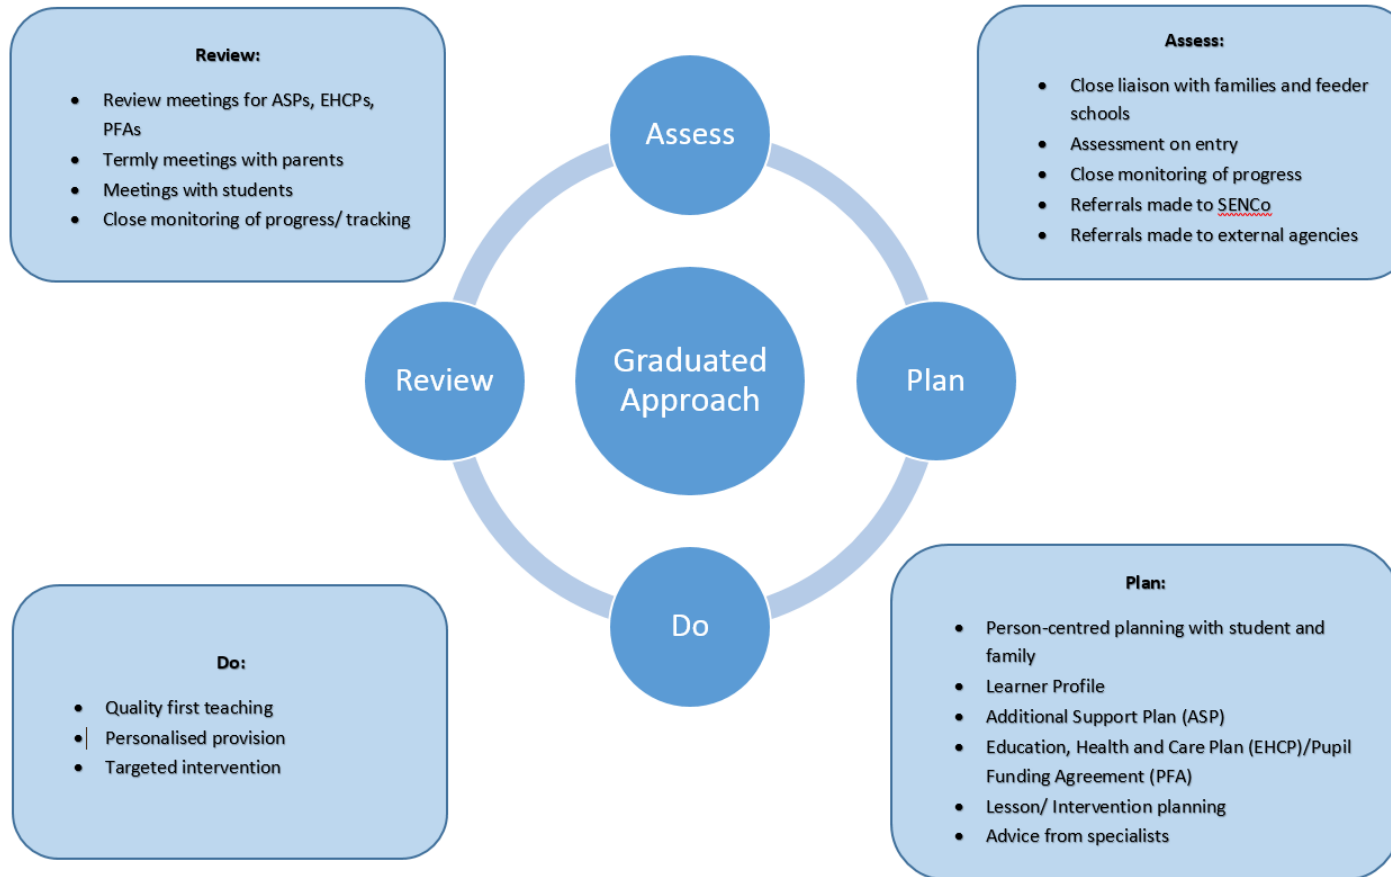 Review:
• Review meetings for ASPs, EHCPs,
PFAs
• Termly meetings with parents
• Meetings with students
• Close monitoring of progress/ tracking
Assess:
• Close liaison with families and feeder
schools
• Assessment on entry
• Close monitoring of progress
• Referrals made to SENCo
• Referrals made to external agencies
Assess
Review
Graduated
Approach
Plan
Do
Do:
• Quality first teaching
• Personalised provision
• Targeted intervention
Plan:
• Person-centred planning with student and
family
• Learner Profile
• Additional Support Plan (ASP)
• Education, Health and Care Plan (EHCP)/Pupil
Funding Agreement (PFA)
• Lesson/ Intervention planning
• Advice from specialists